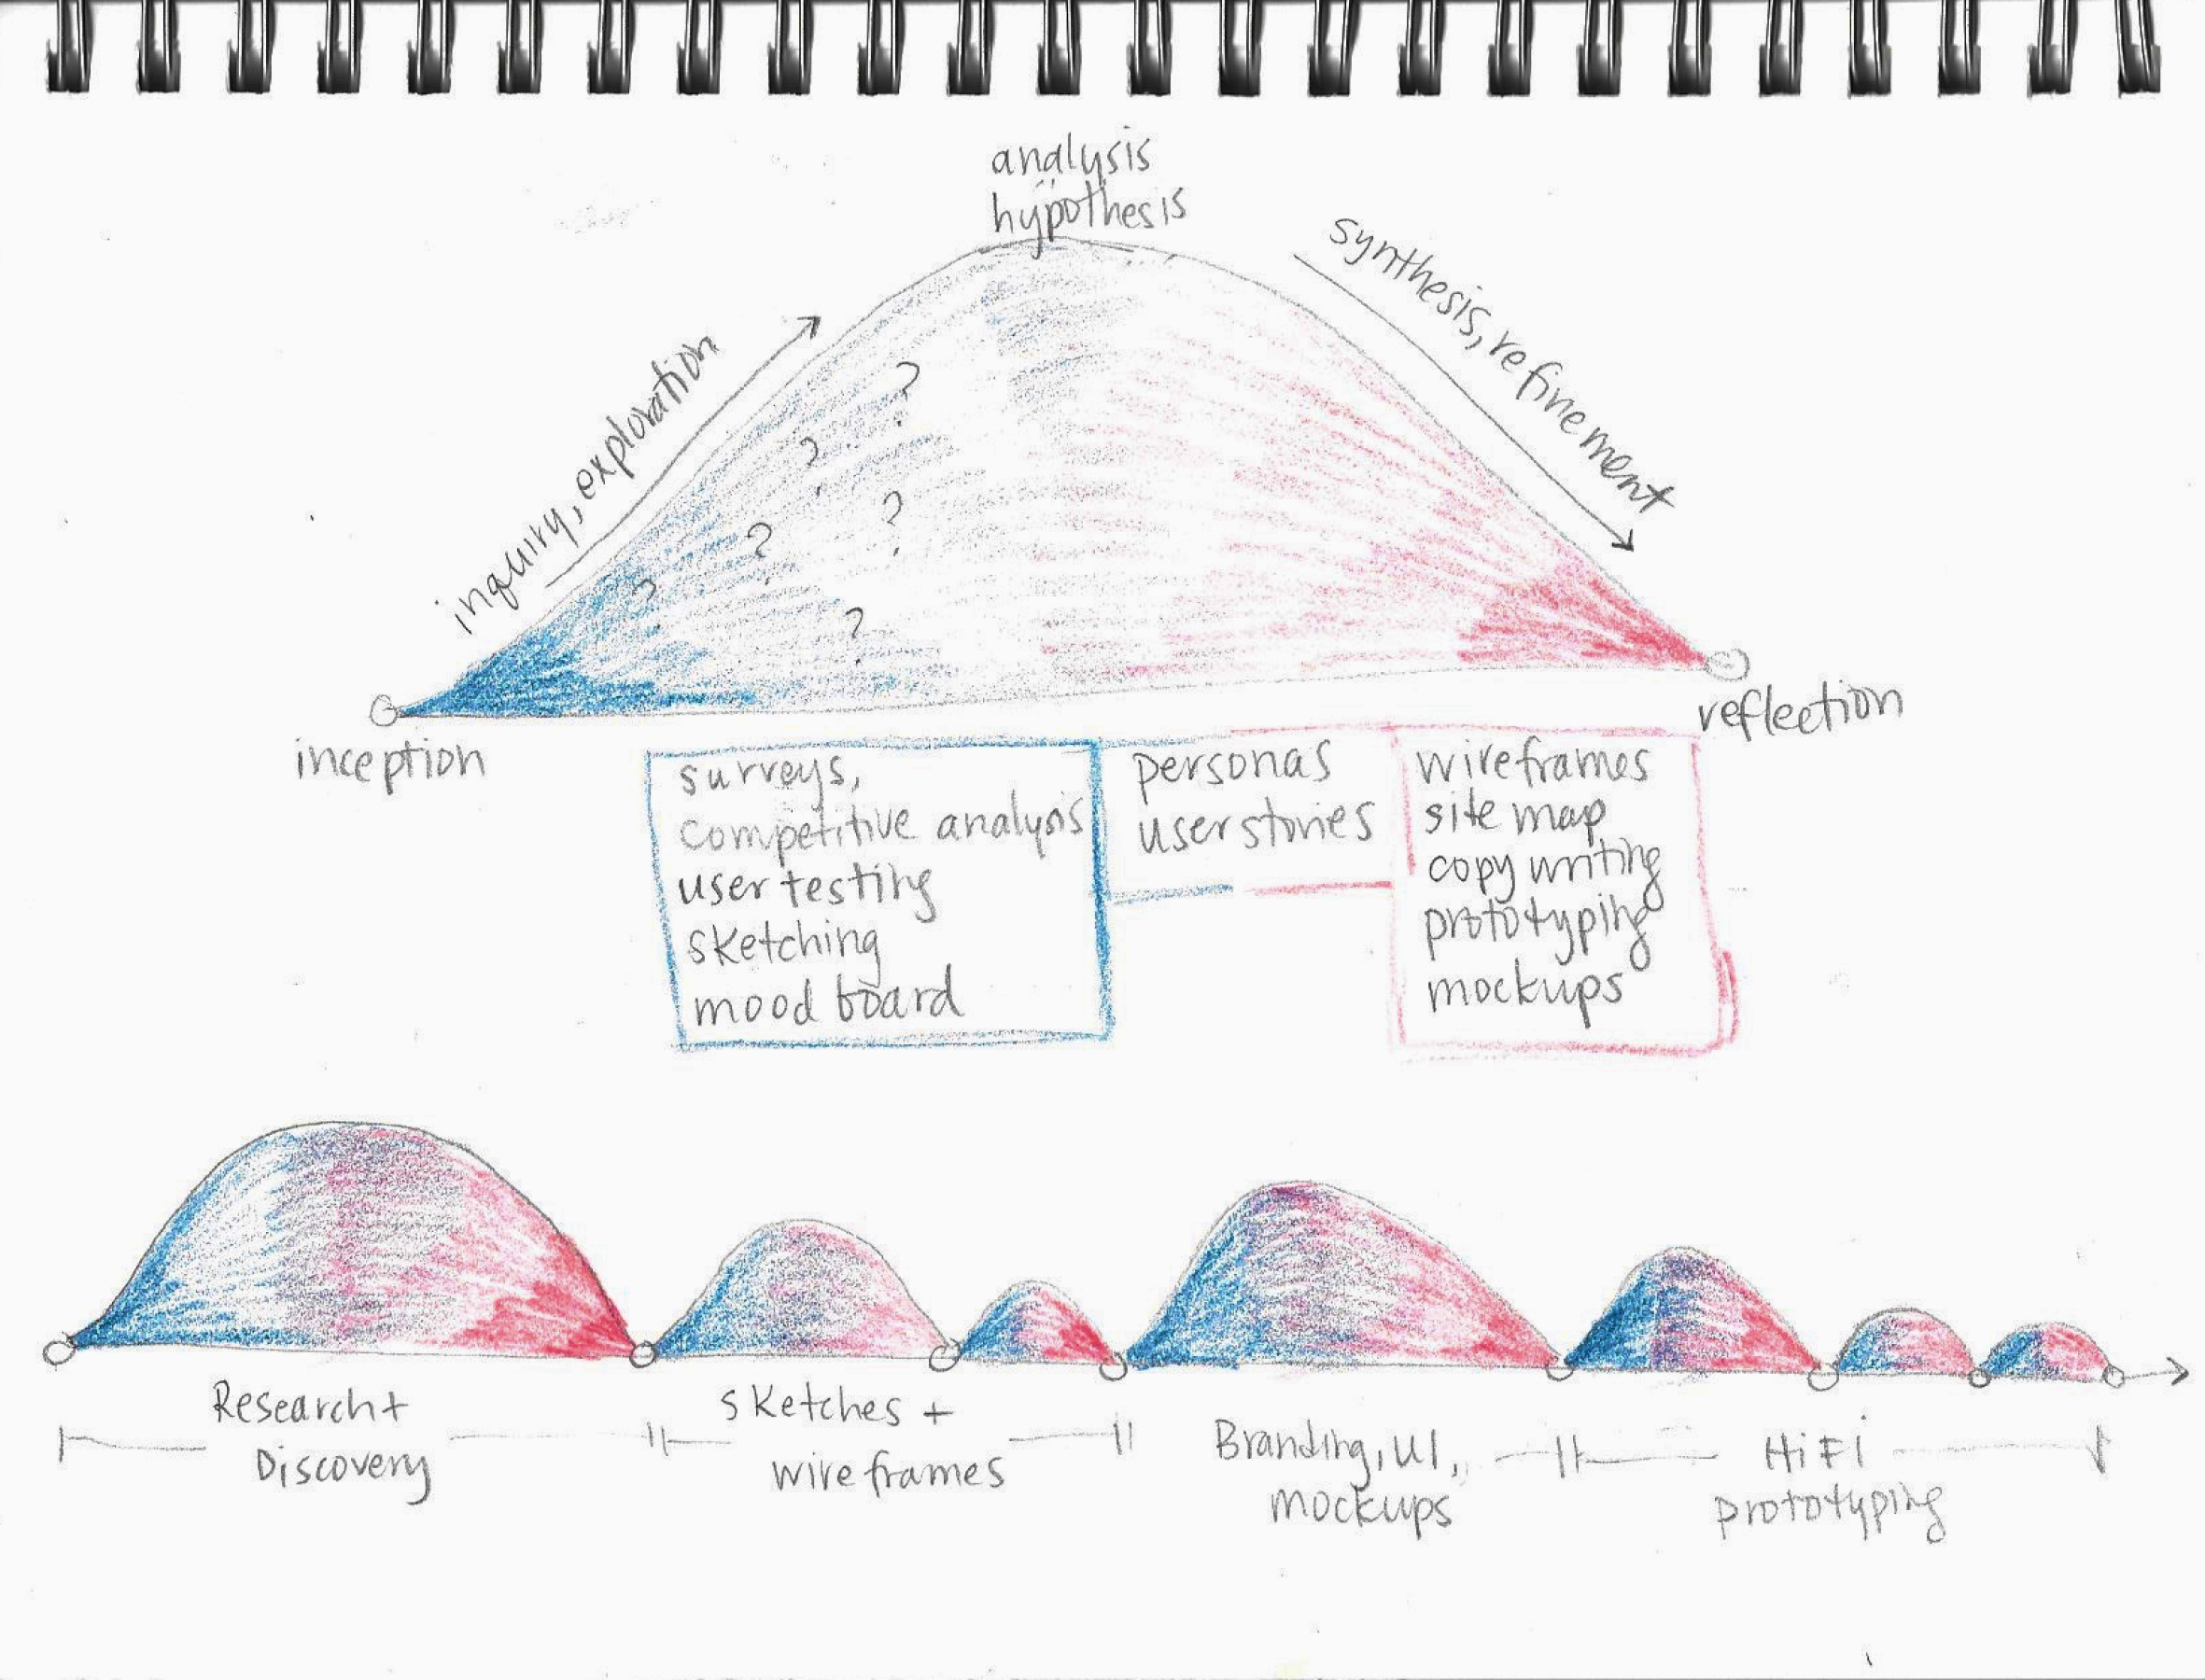 analysis
hypothesis
inquiry, exploration
synthesis, refinement
?
?
?
?
?
?
inception
reflection
surveys,
competitive analysis
user testing
sketching
mood board
personas
user stories
wireframes
site map
copy writing
prototyping
mockups
Research +
Discovery
sketches +
wireframes
Branding, UI,
mockups
HiFi
prototyping